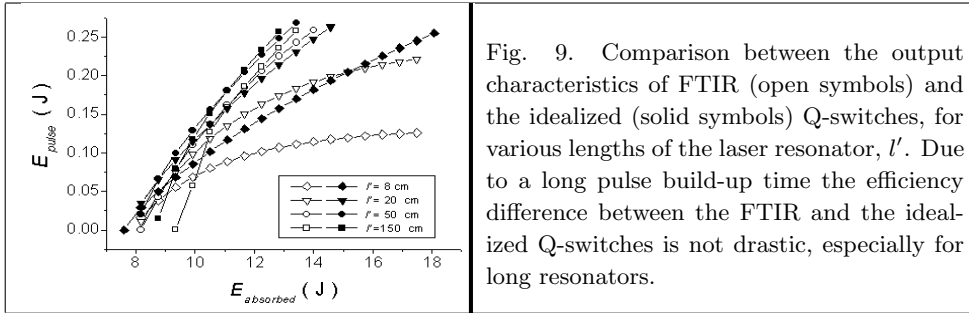 0.25
0.20
0.15
0.10
0.05
0.00
E pulse ( J )
l' = 8 cm
l' = 20 cm
l' = 50 cm
l' =150 cm
8 10 12 14 16 18
E absorbed ( J )
Fig. 9. Comparison between the output
characteristics of FTIR (open symbols) and
the idealized (solid symbols) Q-switches, for
various lengths of the laser resonator, l′. Due
to a long pulse build-up time the efficiency
difference between the FTIR and the ideal-
ized Q-switches is not drastic, especially for
long resonators.